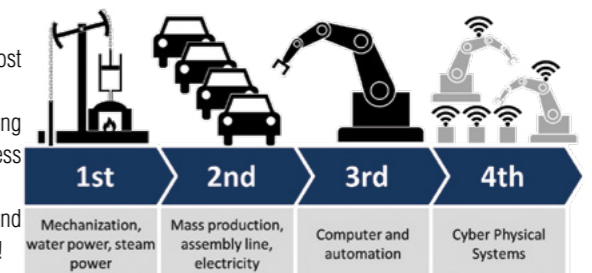 1st
2nd
3rd
4th
Mechanization,
water power, steam
power
Mass production,
assembly line,
electricity
Computer and
automation
Cyber Physical
Systems